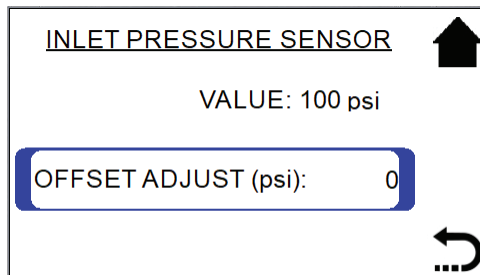 INLET PRESSURE SENSOR
VALUE: 100 psi
OFFSET ADJUST (psi): 0